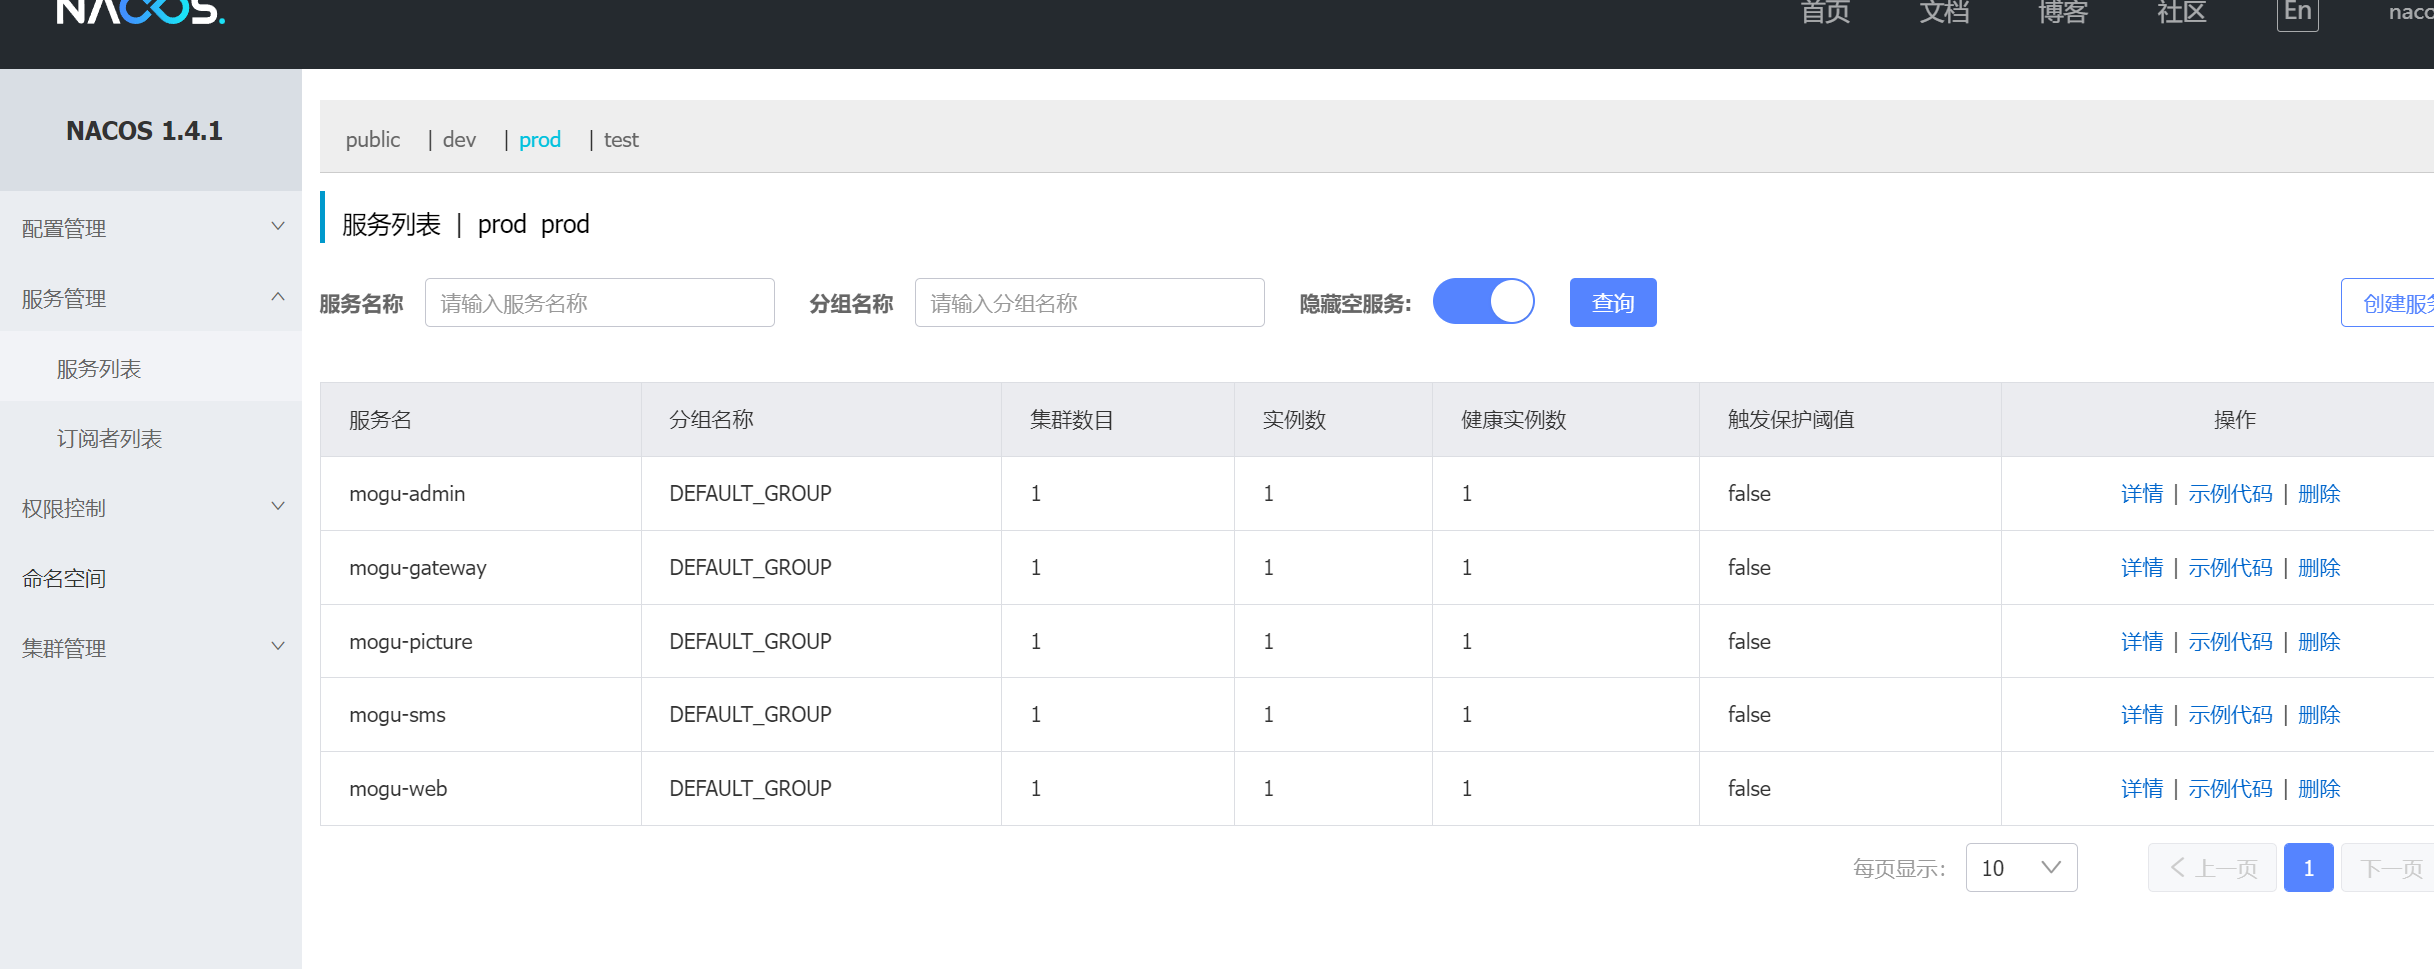 NACOS.
首页 文档 博客 社区 En naco
NACOS 1.4.1
public | dev | prod | test
配置管理
服务管理
服务列表
订阅者列表
权限控制
命名空间
集群管理
服务列表 | prod prod
服务名称 请输入服务名称 分组名称 请输入分组名称 隐藏空服务: 查询 创建服务
服务名 分组名称 集群数目 实例数 健康实例数 触发保护阈值 操作
mogu-admin DEFAULT_GROUP 1 1 1 false 详情 | 示例代码 | 删除
mogu-gateway DEFAULT_GROUP 1 1 1 false 详情 | 示例代码 | 删除
mogu-picture DEFAULT_GROUP 1 1 1 false 详情 | 示例代码 | 删除
mogu-sms DEFAULT_GROUP 1 1 1 false 详情 | 示例代码 | 删除
mogu-web DEFAULT_GROUP 1 1 1 false 详情 | 示例代码 | 删除
每页显示: 10 上一页 1 下一页